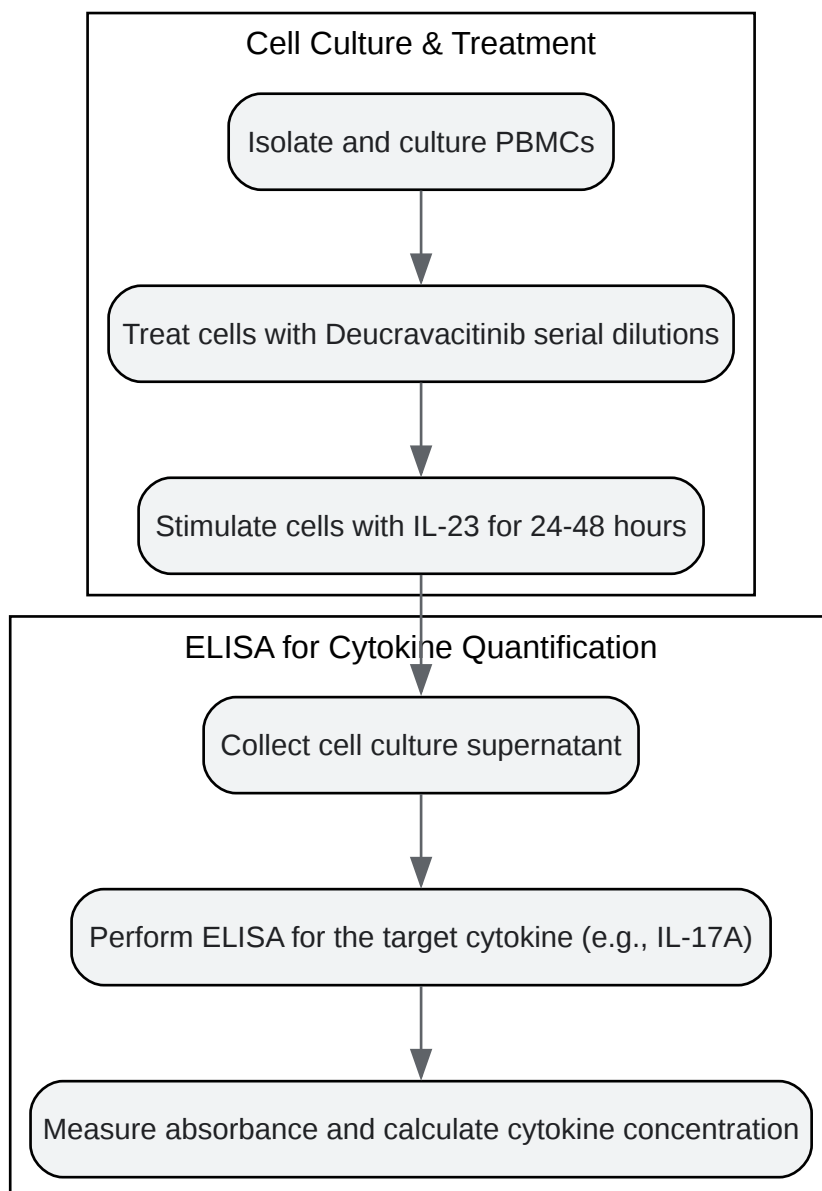 Cell Culture & Treatment
Isolate and culture PBMCs
Treat cells with Deucravacitinib serial dilutions
Stimulate cells with IL-23 for 24-48 hours
ELISA for Cytokine Quantification
Collect cell culture supernatant
Perform ELISA for the target cytokine (e.g., IL-17A)
Measure absorbance and calculate cytokine concentration